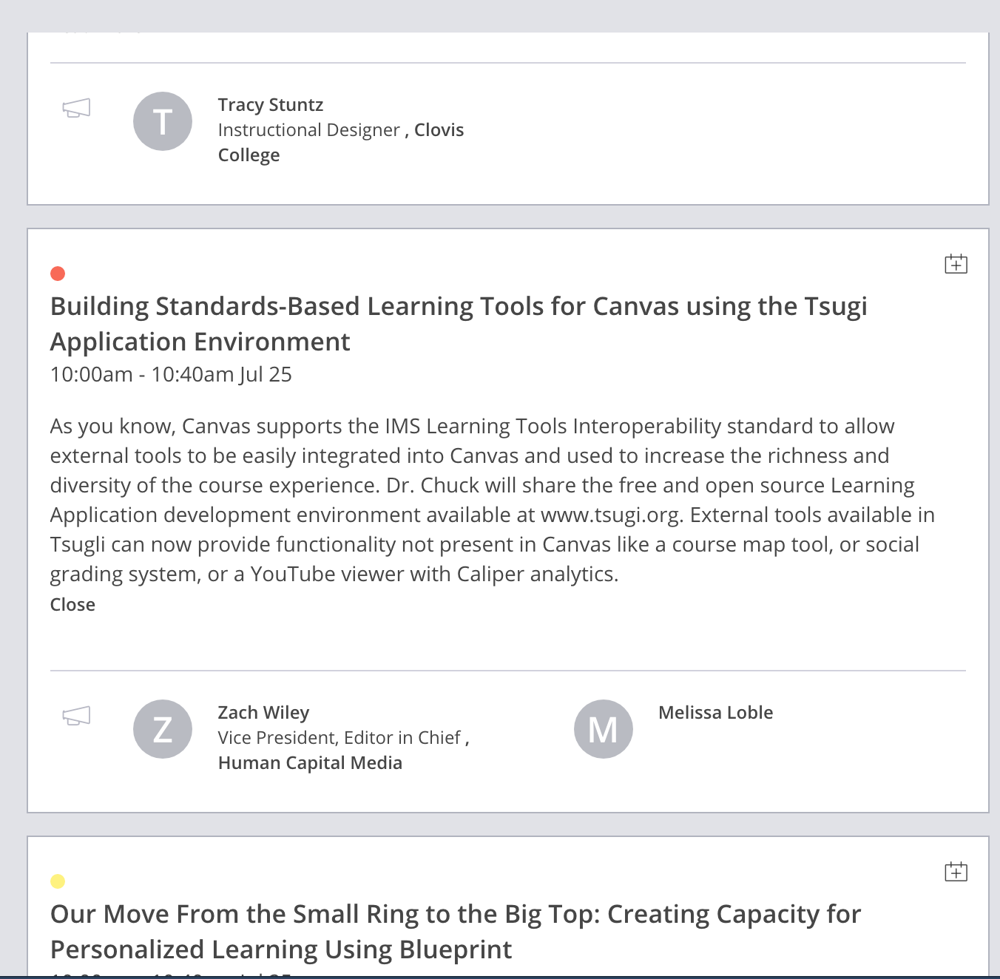 T
Tracy Stuntz
Instructional Designer , Clovis
College
Building Standards-Based Learning Tools for Canvas using the Tsugi
Application Environment
10:00am - 10:40am Jul 25
As you know, Canvas supports the IMS Learning Tools Interoperability standard to allow
external tools to be easily integrated into Canvas and used to increase the richness and
diversity of the course experience. Dr. Chuck will share the free and open source Learning
Application development environment available at www.tsugi.org. External tools available in
Tsugli can now provide functionality not present in Canvas like a course map tool, or social
grading system, or a YouTube viewer with Caliper analytics.
Close
Z
Zach Wiley
Vice President, Editor in Chief ,
Human Capital Media
M
Melissa Loble
Our Move From the Small Ring to the Big Top: Creating Capacity for
Personalized Learning Using Blueprint